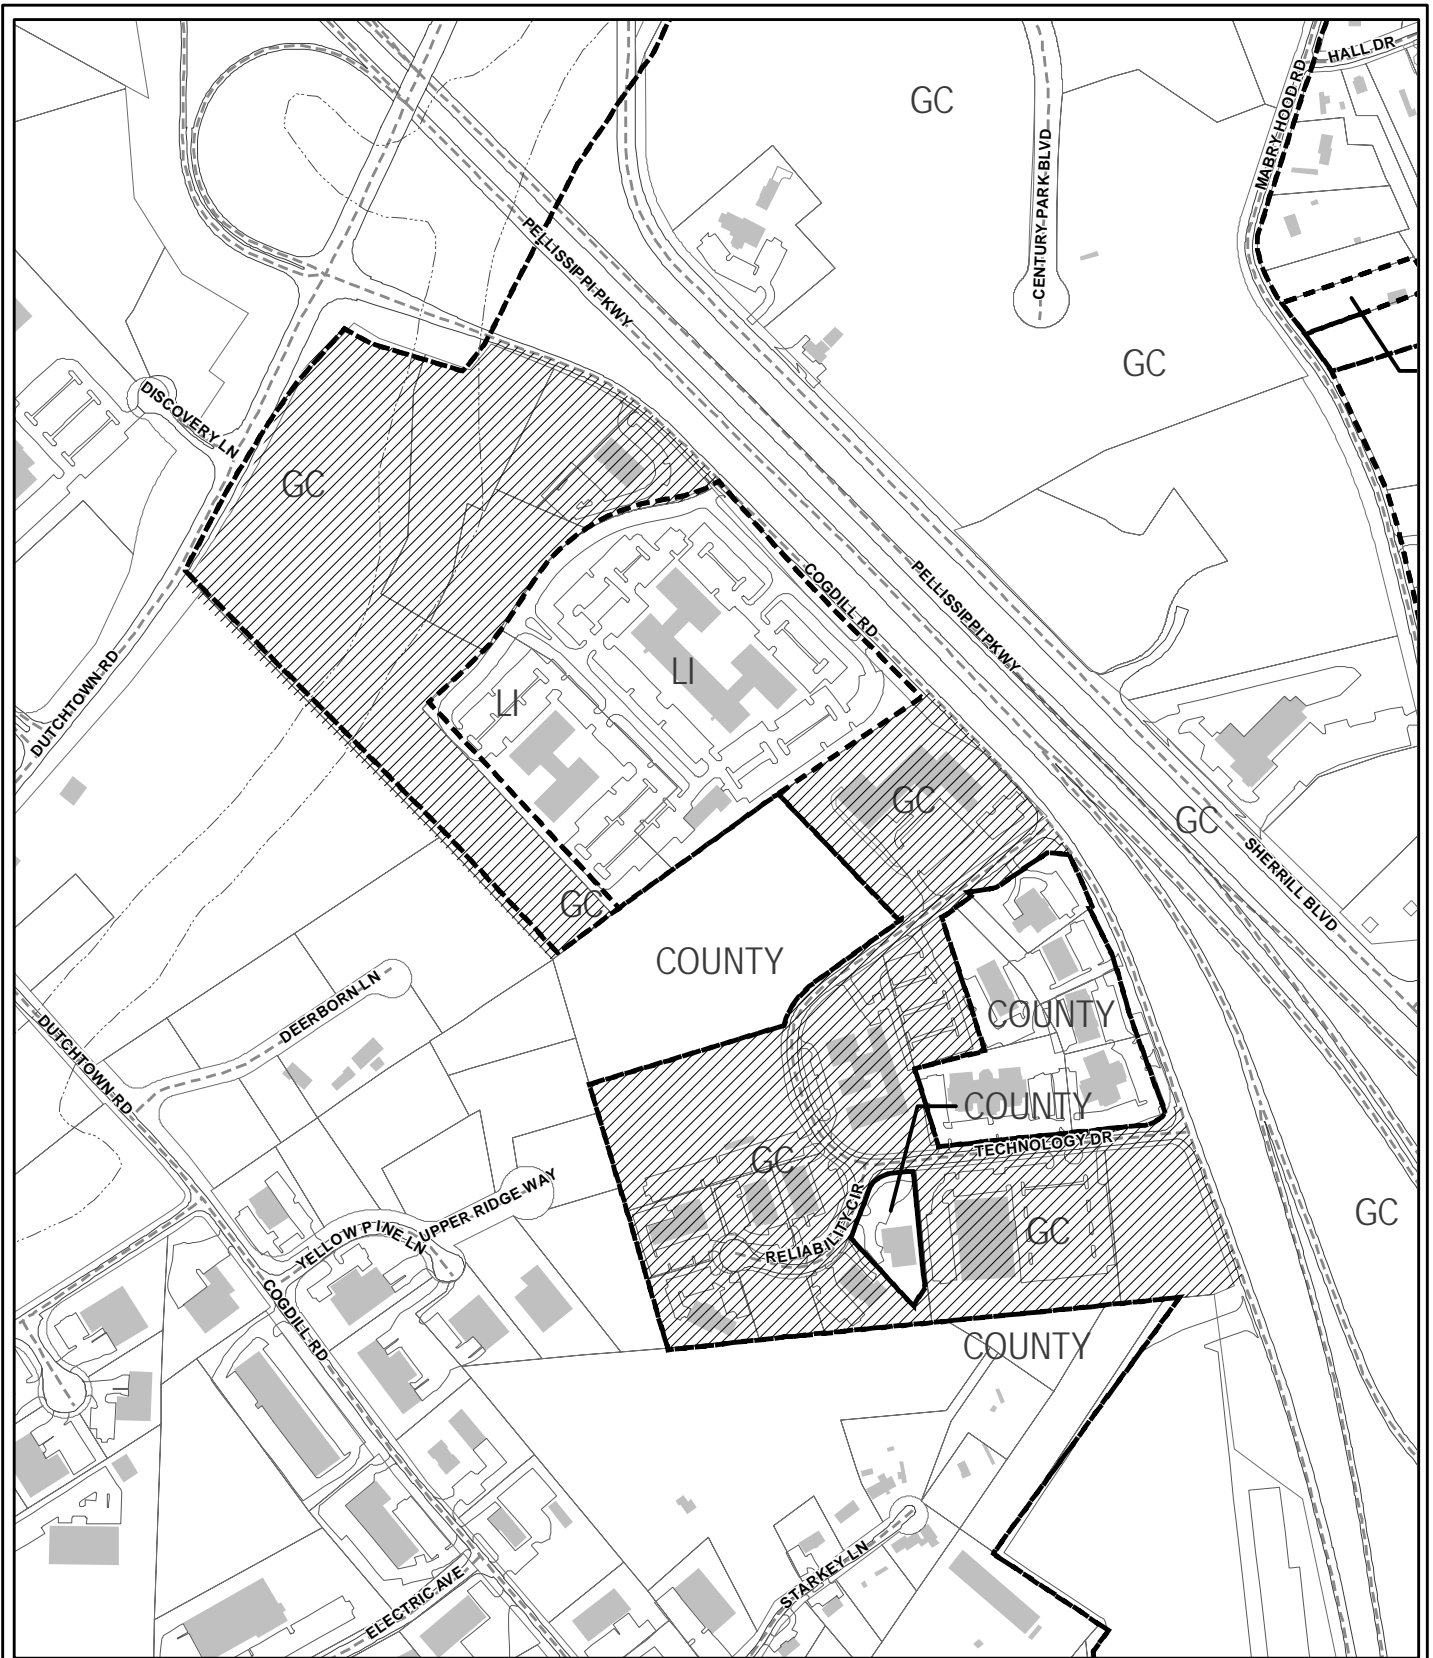 HALL DR
GC
MABRY HOOD RD
CENTURY PARK BLVD
PELLISSIPPI PKWY
GC
DISCOVERY LN
GC
COGDILL RD
PELLISSIPPI PKWY
LI
LI
DUTCHTOWN RD
GC
GC
SHERRILL BLVD
GC
COUNTY
DEERBORN LN
COUNTY
DUTCHTOWN RD
COUNTY
TECHNOLOGY DR
GC
UPPER RIDGE WAY
RELIABILITY CIR
GC
GC
YELLOW PINE LN
COGDILL RD
COUNTY
STARKEY LN
ELECTRIC AVE